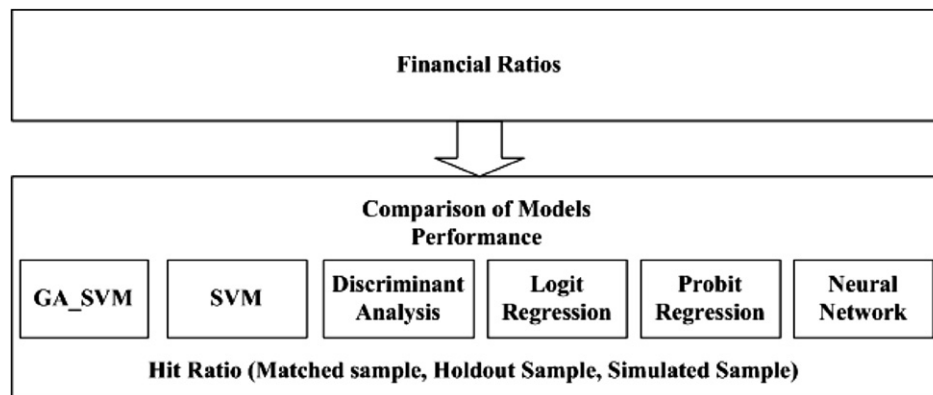 Financial Ratios
Comparison of Models
Performance
GA_SVM
SVM
Discriminant
Analysis
Logit
Regression
Probit
Regression
Neural
Network
Hit Ratio (Matched sample, Holdout Sample, Simulated Sample)